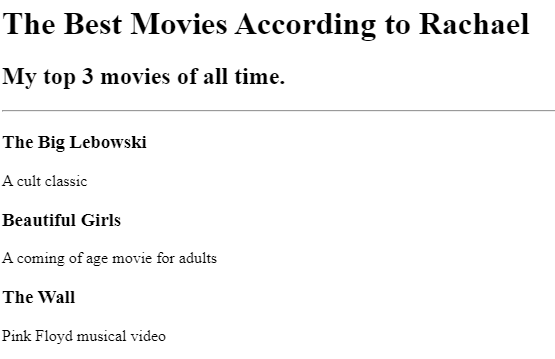 The Best Movies According to Rachael
My top 3 movies of all time.
The Big Lebowski
A cult classic
Beautiful Girls
A coming of age movie for adults
The Wall
Pink Floyd musical video